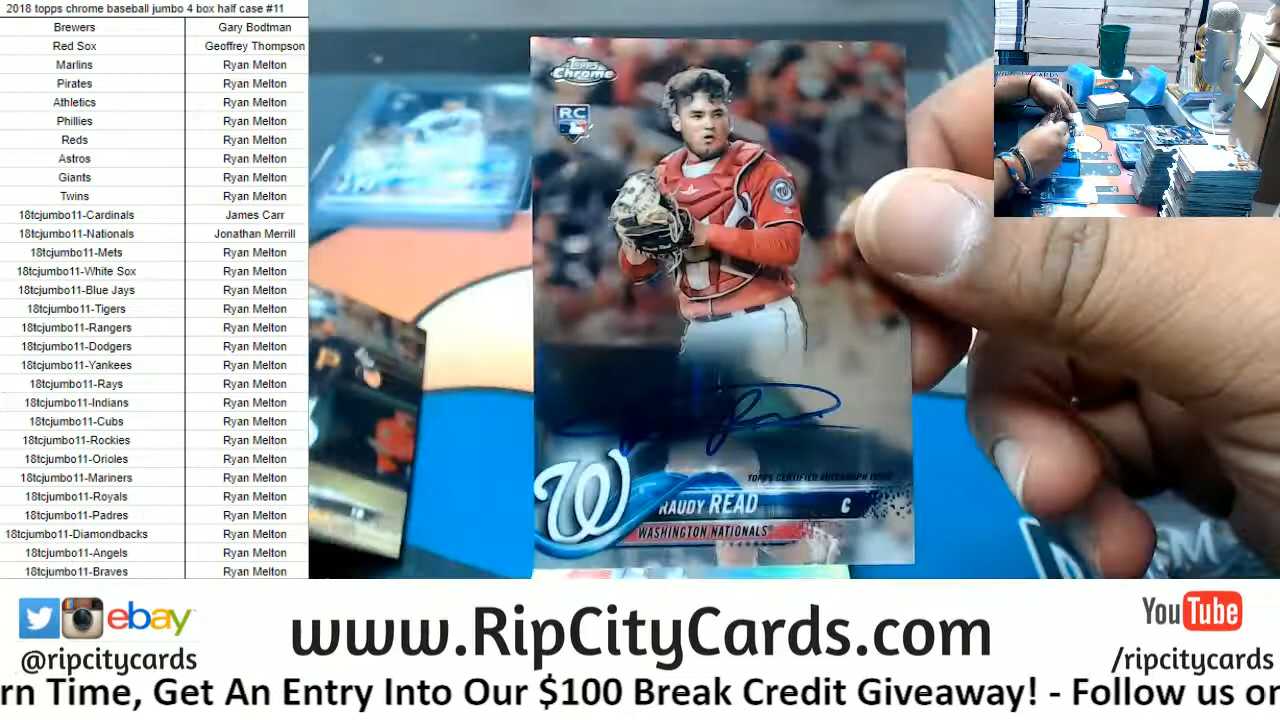 2018 topps chrome baseball jumbo 4 box half case #11
Brewers Gary Bodtman
Red Sox Geoffrey Thompson
Marlins Ryan Melton
Pirates Ryan Melton
Athletics Ryan Melton
Phillies Ryan Melton
Reds Ryan Melton
Astros Ryan Melton
Giants Ryan Melton
Twins Ryan Melton
18tcjumbo11-Cardinals James Carr
18tcjumbo11-Nationals Jonathan Merrill
18tcjumbo11-Mets Ryan Melton
18tcjumbo11-White Sox Ryan Melton
18tcjumbo11-Blue Jays Ryan Melton
18tcjumbo11-Tigers Ryan Melton
18tcjumbo11-Rangers Ryan Melton
18tcjumbo11-Dodgers Ryan Melton
18tcjumbo11-Yankees Ryan Melton
18tcjumbo11-Rays Ryan Melton
18tcjumbo11-Indians Ryan Melton
18tcjumbo11-Cubs Ryan Melton
18tcjumbo11-Rockies Ryan Melton
18tcjumbo11-Orioles Ryan Melton
18tcjumbo11-Mariners Ryan Melton
18tcjumbo11-Royals Ryan Melton
18tcjumbo11-Padres Ryan Melton
18tcjumbo11-Diamondbacks Ryan Melton
18tcjumbo11-Angels Ryan Melton
18tcjumbo11-Braves Ryan Melton
Topps
Chrome
RC
TOPPS CERTIFIED AUTOGRAPH ISSUE
W
RAUDY READ C
WASHINGTON NATIONALS
ebay
@ripcitycards
www.RipCityCards.com
YouTube
/ripcitycards
rn Time, Get An Entry Into Our $100 Break Credit Giveaway! - Follow us or